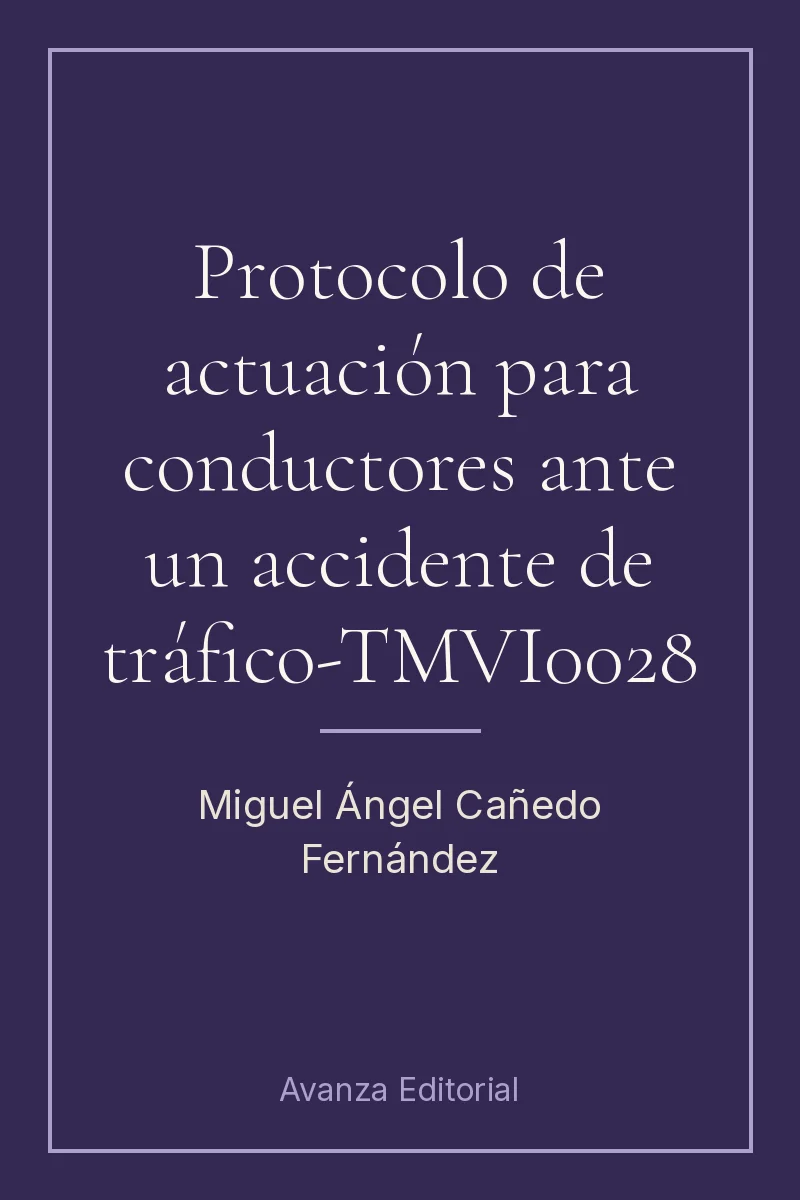 Protocolo de
actuación para
conductores ante
un accidente de
tráfico-TMVI0028
Miguel Ángel Cañedo
Fernández
Avanza Editorial